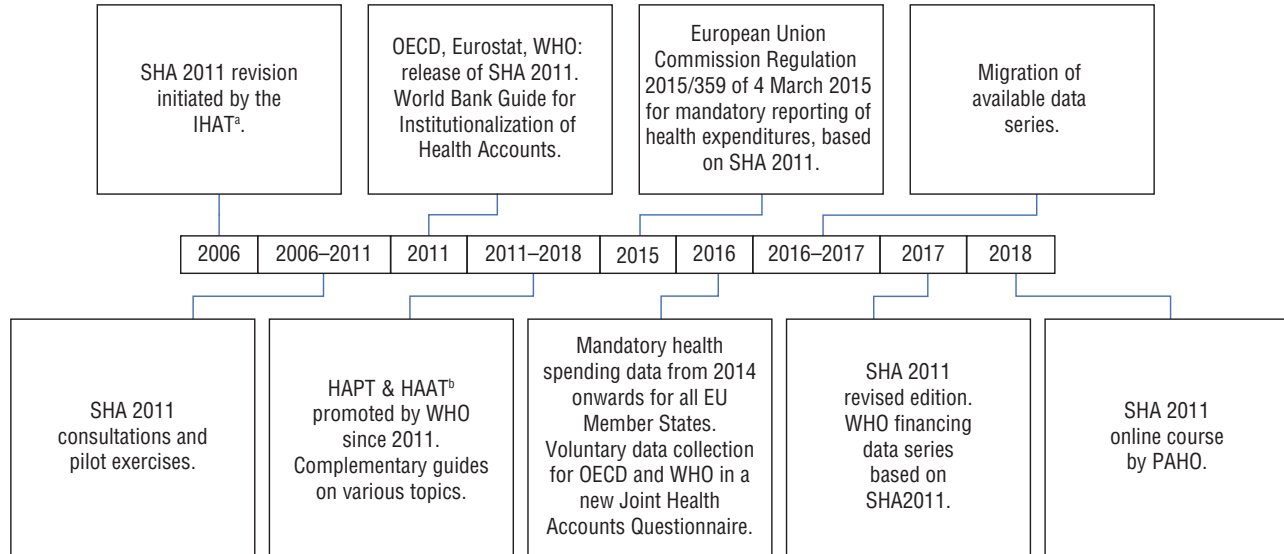 SHA 2011 revision
initiated by the
IHATᵃ.
OECD, Eurostat, WHO:
release of SHA 2011.
World Bank Guide for
Institutionalization of
Health Accounts.
European Union
Commission Regulation
2015/359 of 4 March 2015
for mandatory reporting of
health expenditures, based
on SHA 2011.
Migration of
available data
series.
2006
2006–2011
2011
2011–2018
2015
2016
2016–2017
2017
2018
SHA 2011
consultations and
pilot exercises.
HAPT & HAATᵇ
promoted by WHO
since 2011.
Complementary guides
on various topics.
Mandatory health
spending data from 2014
onwards for all EU
Member States.
Voluntary data collection
for OECD and WHO in a
new Joint Health
Accounts Questionnaire.
SHA 2011
revised edition.
WHO financing
data series
based on
SHA2011.
SHA 2011
online course
by PAHO.